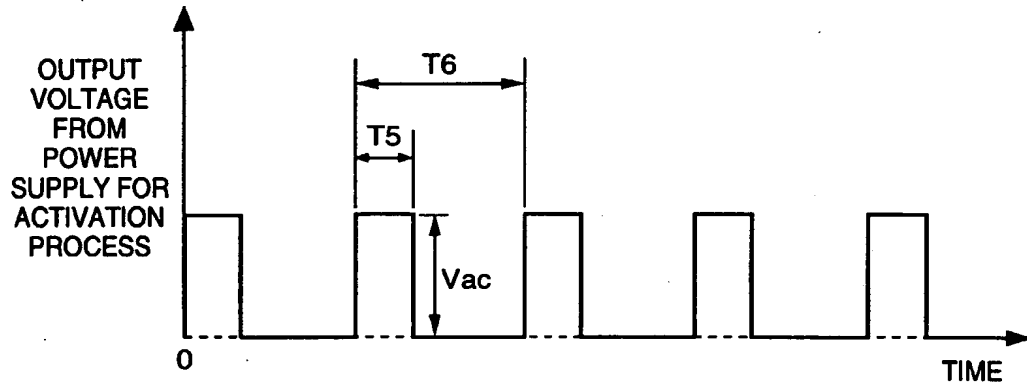 OUTPUT
VOLTAGE
FROM
POWER
SUPPLY FOR
ACTIVATION
PROCESS
T6
T5
Vac
0
TIME